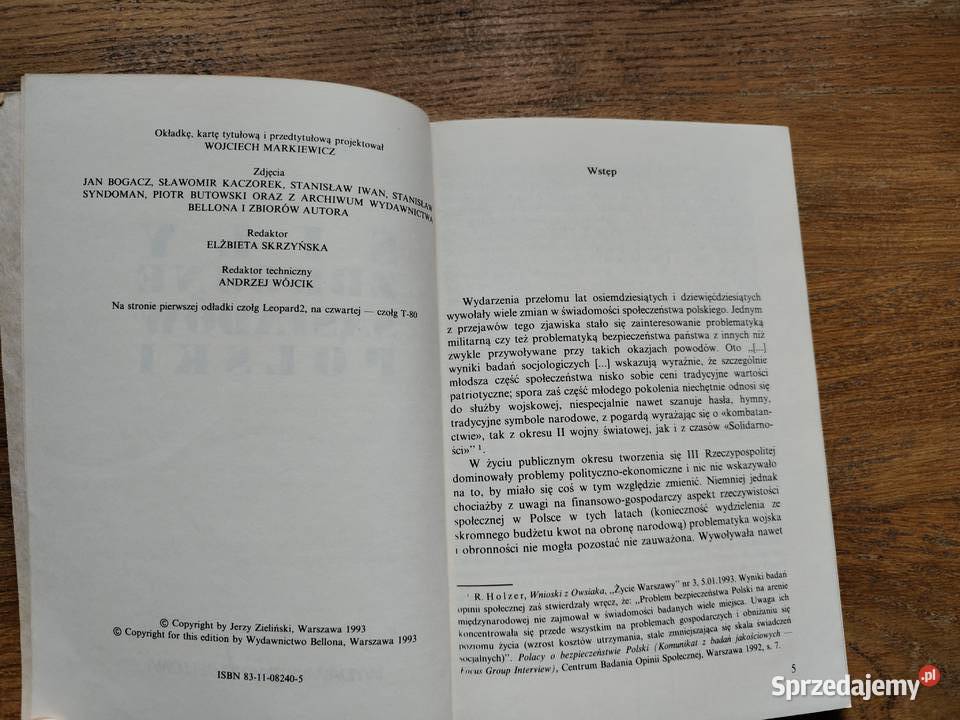 Okładkę, kartę tytułową i przedtytułową projektował
WOJCIECH MARKIEWICZ
Zdjęcia
JAN BOGACZ, SŁAWOMIR KACZOREK, STANISŁAW IWAN, STANISŁAW
SYNDOMAN, PIOTR BUTOWSKI ORAZ Z ARCHIWUM WYDAWNICTWA
BELLONA I ZBIORÓW AUTORA
Redaktor
ELŻBIETA SKRZYŃSKA
Redaktor techniczny
ANDRZEJ WÓJCIK
Na stronie pierwszej odładki czołg Leopard2, na czwartej — czołg T-80
© Copyright by Jerzy Zieliński, Warszawa 1993
© Copyright for this edition by Wydawnictwo Bellona, Warszawa 1993
ISBN 83-11-08240-5
Wstęp
Wydarzenia przełomu lat osiemdziesiątych i dziewięćdziesiątych
wywołały wiele zmian w świadomości społeczeństwa polskiego. Jednym
z przejawów tego zjawiska stało się zainteresowanie problematyką
militarną czy też problematyką bezpieczeństwa państwa z innych niż
zwykle przywoływane przy takich okazjach powodów. Oto „[...]
wyniki badań socjologicznych [...] wskazują wyraźnie, że szczególnie
młodsza część społeczeństwa nisko sobie ceni tradycyjne wartości
patriotyczne; spora zaś część młodego pokolenia niechętnie odnosi się
do służby wojskowej, niespecjalnie nawet szanuje hasła, hymny,
tradycyjne symbole narodowe, z pogardą wyrażając się o «kombatan-
ctwie», tak z okresu II wojny światowej, jak i z czasów «Solidarno-
ści»” ¹.
W życiu publicznym okresu tworzenia się III Rzeczypospolitej
dominowały problemy polityczno-ekonomiczne i nic nie wskazywało
na to, by miało się coś w tym względzie zmienić. Niemniej jednak
chociażby z uwagi na finansowo-gospodarczy aspekt rzeczywistości
społecznej w Polsce w tych latach (konieczność wydzielenia ze
skromnego budżetu kwot na obronę narodową) problematyka wojska
i obronności nie mogła pozostać nie zauważona. Wywoływała nawet
¹ R. Holzer, Wnioski z Owsiaka, „Życie Warszawy” nr 3, 5.01.1993. Wyniki badań
opinii społecznej zaś stwierdzały wręcz, że: „Problem bezpieczeństwa Polski na arenie
międzynarodowej nie zajmował w świadomości badanych wiele miejsca. Uwaga ich
koncentrowała się przede wszystkim na problemach gospodarczych i obniżaniu się
poziomu życia (wzrost kosztów utrzymania, stale zmniejszająca się skala świadczeń
socjalnych)”. Polacy o bezpieczeństwie Polski (Komunikat z badań jakościowych —
Focus Group Interview), Centrum Badania Opinii Społecznej, Warszawa 1992, s. 7.
5
Sprzedajemy.pl